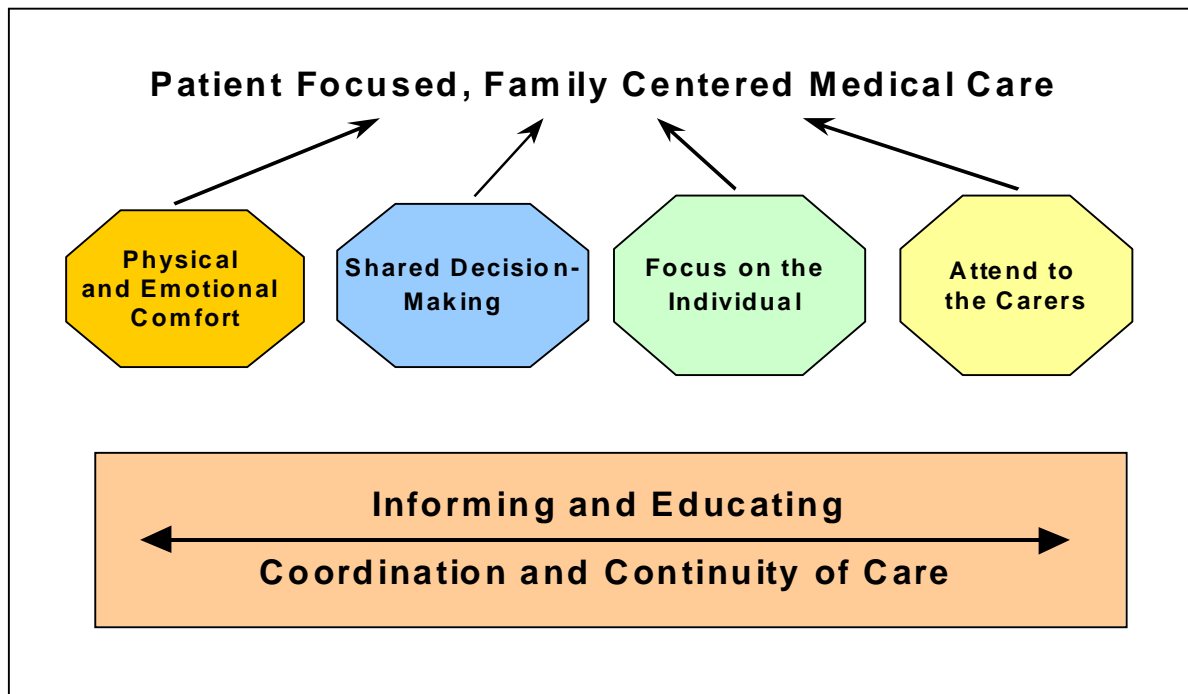 Patient Focused, Family Centered Medical Care
Physical
and Emotional
Comfort
Shared Decision-
Making
Focus on the
Individual
Attend to
the Carers
Informing and Educating
Coordination and Continuity of Care